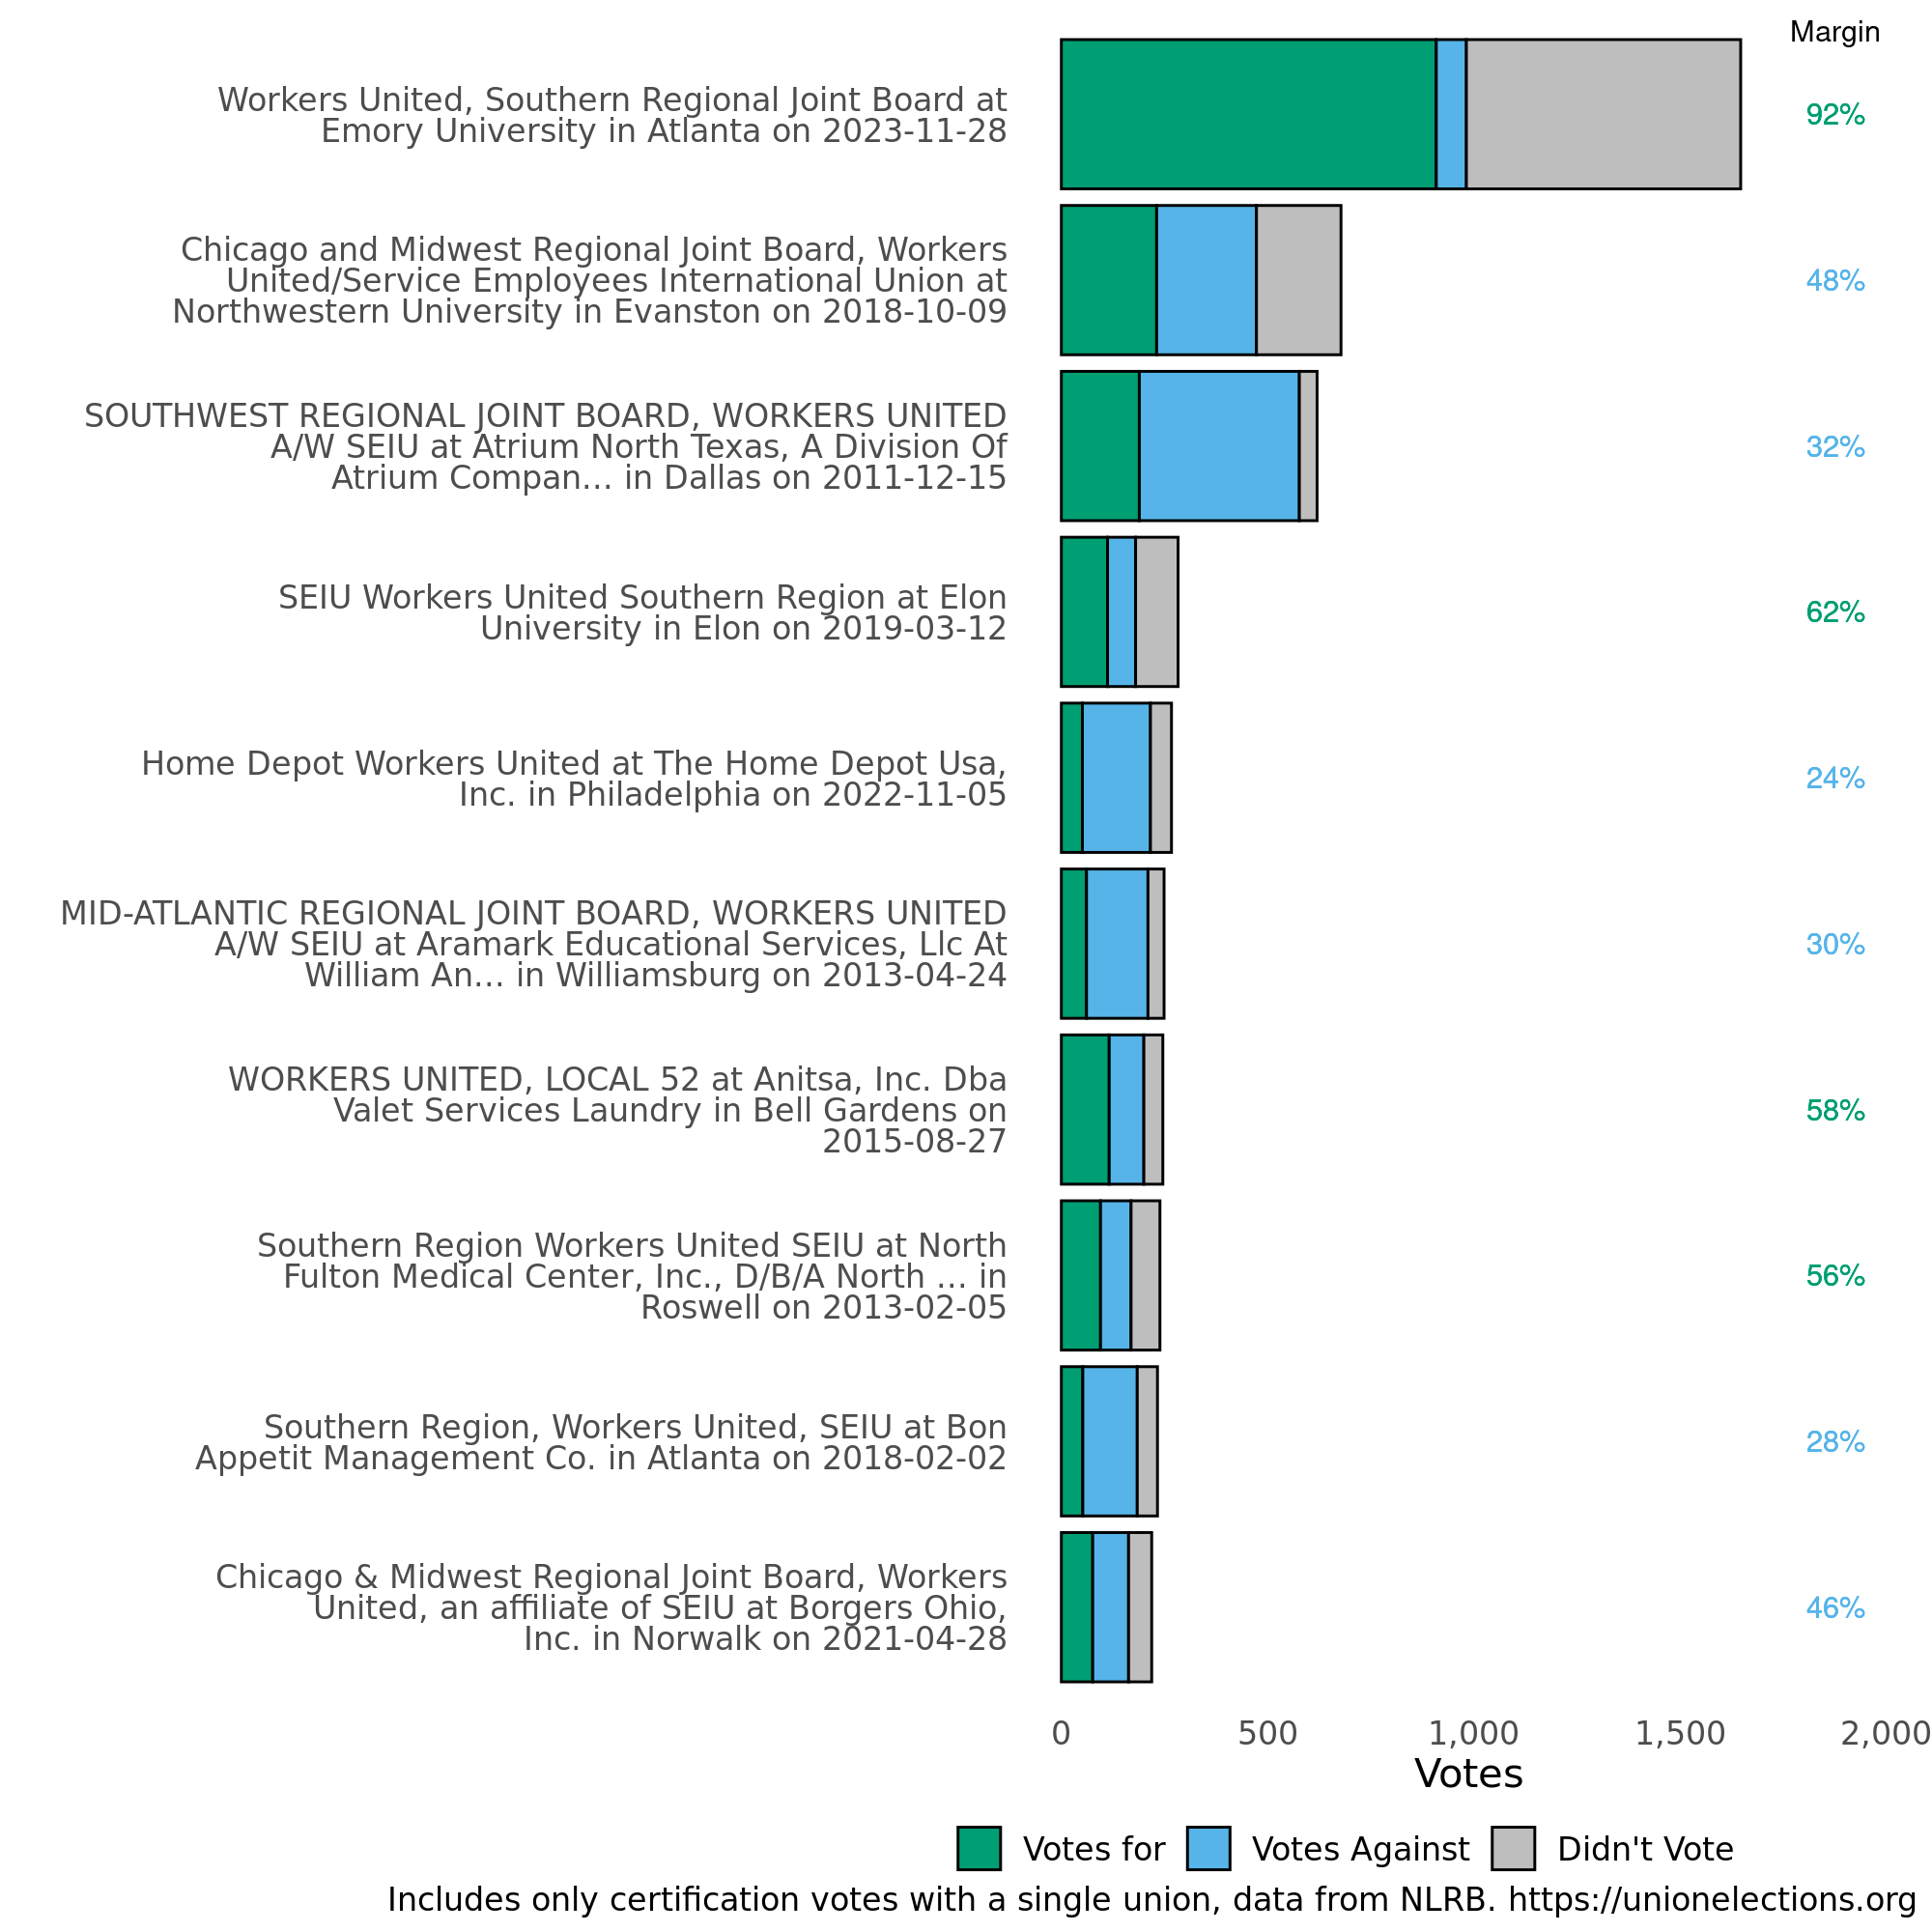 Margin
Workers United, Southern Regional Joint Board at
Emory University in Atlanta on 2023-11-28
92%
Chicago and Midwest Regional Joint Board, Workers
United/Service Employees International Union at
Northwestern University in Evanston on 2018-10-09
48%
SOUTHWEST REGIONAL JOINT BOARD, WORKERS UNITED
A/W SEIU at Atrium North Texas, A Division Of
Atrium Compan... in Dallas on 2011-12-15
32%
SEIU Workers United Southern Region at Elon
University in Elon on 2019-03-12
62%
Home Depot Workers United at The Home Depot Usa,
Inc. in Philadelphia on 2022-11-05
24%
MID-ATLANTIC REGIONAL JOINT BOARD, WORKERS UNITED
A/W SEIU at Aramark Educational Services, Llc At
William An... in Williamsburg on 2013-04-24
30%
WORKERS UNITED, LOCAL 52 at Anitsa, Inc. Dba
Valet Services Laundry in Bell Gardens on
2015-08-27
58%
Southern Region Workers United SEIU at North
Fulton Medical Center, Inc., D/B/A North ... in
Roswell on 2013-02-05
56%
Southern Region, Workers United, SEIU at Bon
Appetit Management Co. in Atlanta on 2018-02-02
28%
Chicago & Midwest Regional Joint Board, Workers
United, an affiliate of SEIU at Borgers Ohio,
Inc. in Norwalk on 2021-04-28
46%
0 500 1,000 1,500 2,000
Votes
Votes for Votes Against Didn't Vote
Includes only certification votes with a single union, data from NLRB. https://unionelections.org